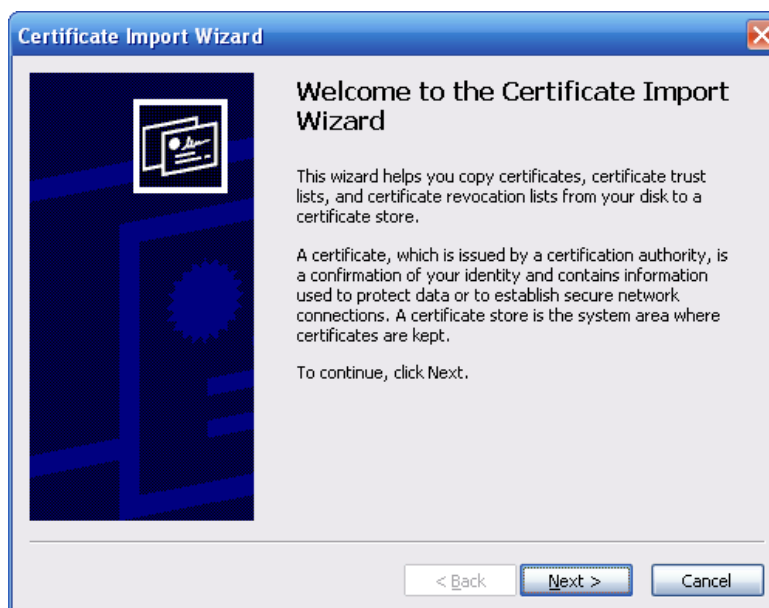 Certificate Import Wizard
Welcome to the Certificate Import
Wizard
This wizard helps you copy certificates, certificate trust
lists, and certificate revocation lists from your disk to a
certificate store.
A certificate, which is issued by a certification authority, is
a confirmation of your identity and contains information
used to protect data or to establish secure network
connections. A certificate store is the system area where
certificates are kept.
To continue, click Next.
< Back Next > Cancel